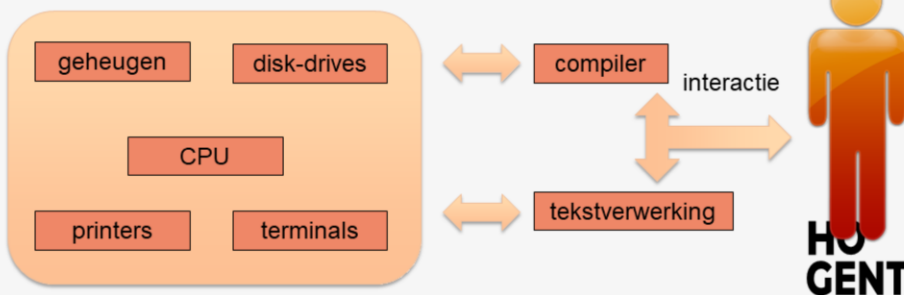 geheugen
disk-drives
compiler
interactie
CPU
printers
terminals
tekstverwerking
HO
GENT